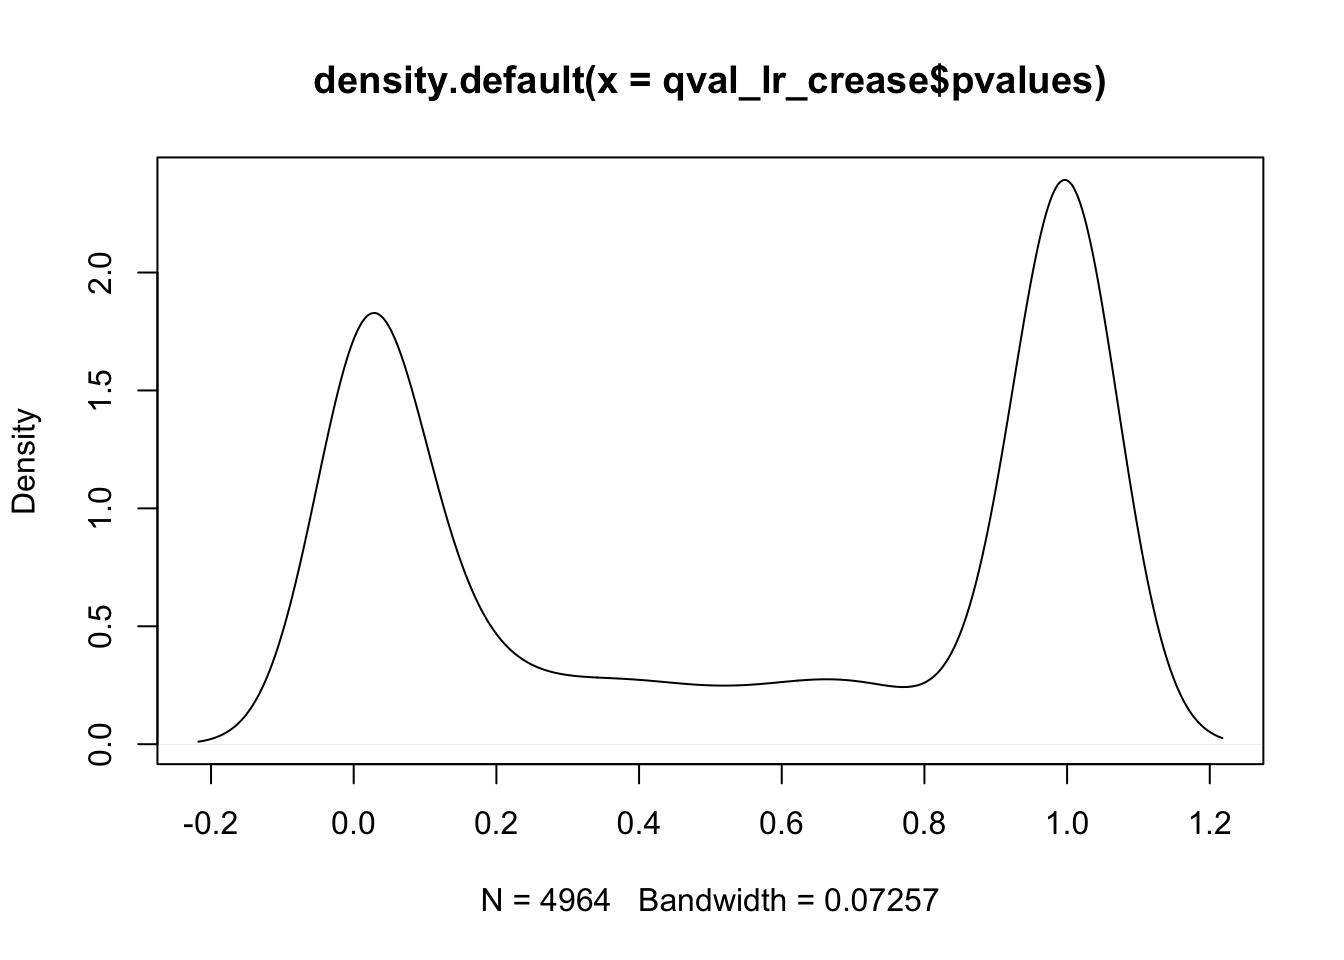 density.default(x = qval_lr_crease$pvalues)
Density
2.0
1.5
1.0
0.5
0.0
-0.2 0.0 0.2 0.4 0.6 0.8 1.0 1.2
N = 4964 Bandwidth = 0.07257